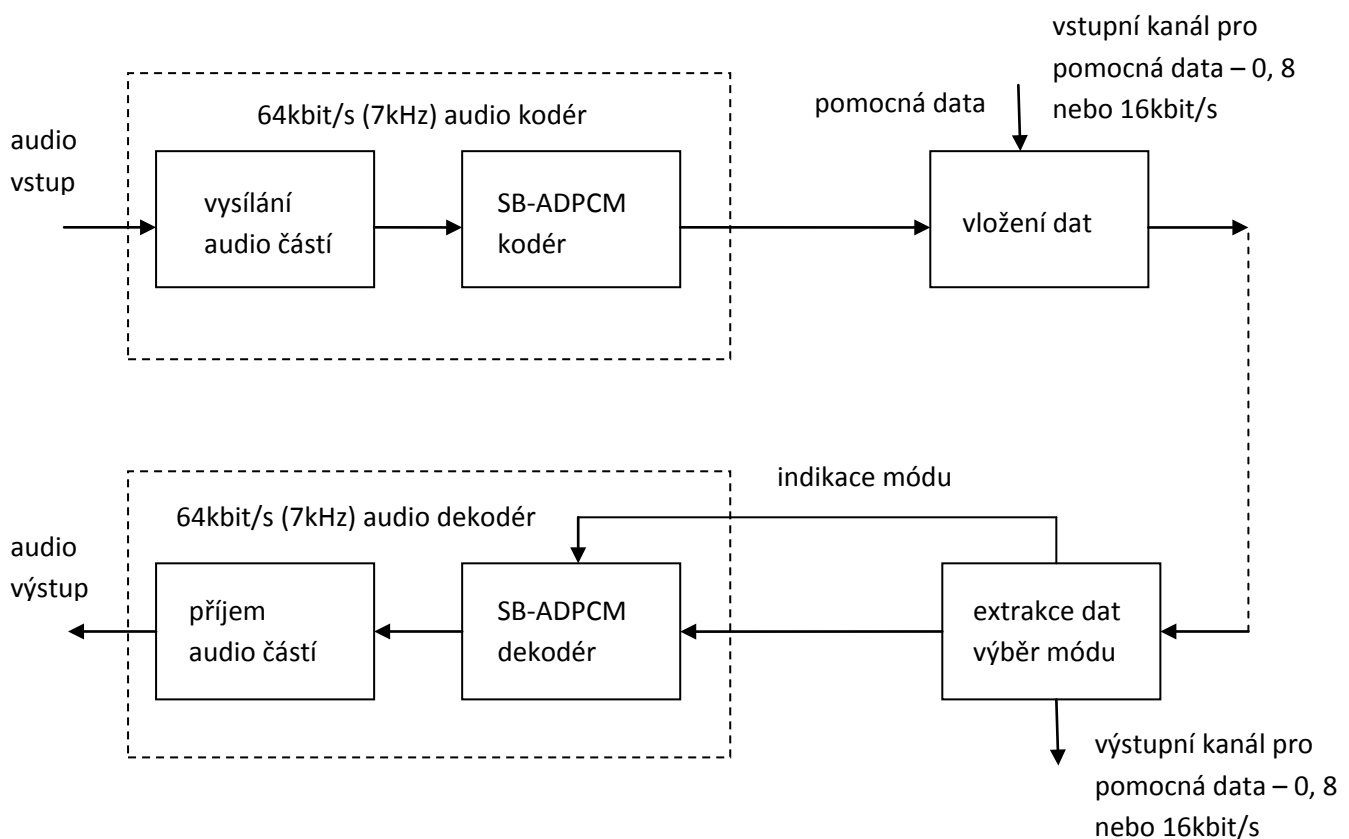 vstupní kanál pro
pomocná data – 0, 8
nebo 16kbit/s
pomocná data
64kbit/s (7kHz) audio kodér
audio
vstup
vysílání
audio částí
SB-ADPCM
kodér
vložení dat
indikace módu
64kbit/s (7kHz) audio dekodér
audio
výstup
příjem
audio částí
SB-ADPCM
dekodér
extrakce dat
výběr módu
výstupní kanál pro
pomocná data – 0, 8
nebo 16kbit/s